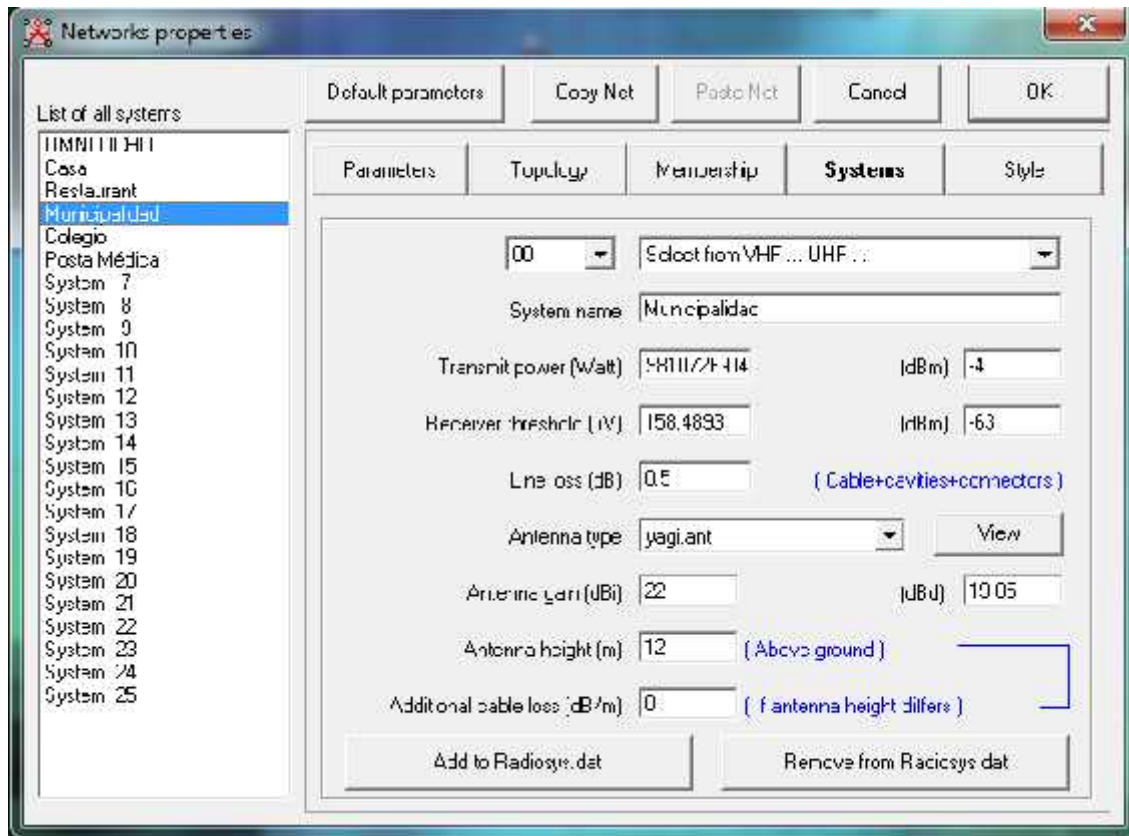 Networks properties
Default parameters
Copy Net
Paste Net
Cancel
OK
List of all systems
Casa
Restaurant
Municipalidad
Colegio
Posta Médica
System 7
System 8
System 9
System 10
System 11
System 12
System 13
System 14
System 15
System 16
System 17
System 18
System 19
System 20
System 21
System 22
System 23
System 24
System 25
Parameters
Topology
Membership
Systems
Style
00
Select from VHF ... UHF ...
System name
Municipalidad
Transmit power (Watt)
(dBm)
-4
Receiver threshold (µV)
158.4893
(dBm)
-63
Line loss (dB)
0.5
( Cable+cavities+connectors )
Antenna type
yagi.ant
View
Antenna gain (dBi)
22
(dBd)
19.85
Antenna height (m)
12
( Above ground )
Additional cable loss (dB/m)
0
( If antenna height differs )
Add to Radiosys.dat
Remove from Radiosys.dat